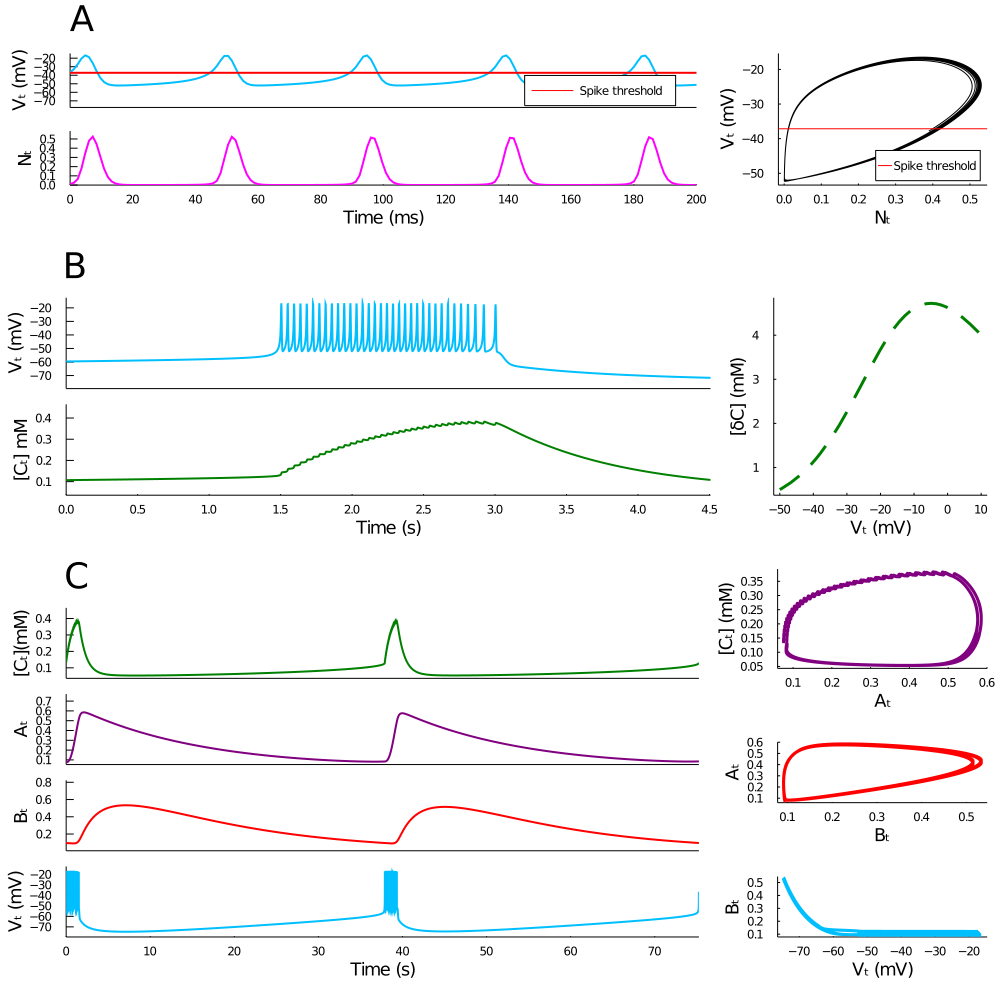 A
Vₜ (mV)
−20
−30
−40
−50
−60
−70
Spike threshold
Nₜ
0.5
0.4
0.3
0.2
0.1
0.0
0 20 40 60 80 100 120 140 160 180 200
Time (ms)
Vₜ (mV)
−20
−30
−40
−50
Spike threshold
0.0 0.1 0.2 0.3 0.4 0.5
Nₜ
B
Vₜ (mV)
−20
−30
−40
−50
−60
−70
[Cₜ] mM
0.4
0.3
0.2
0.1
0.0 0.5 1.0 1.5 2.0 2.5 3.0 3.5 4.0 4.5
Time (s)
[δC] (mM)
4
3
2
1
−50 −40 −30 −20 −10 0 10
Vₜ (mV)
C
[Cₜ](mM)
0.4
0.3
0.2
0.1
Aₜ
0.7
0.6
0.5
0.4
0.3
0.2
0.1
Bₜ
0.8
0.6
0.4
0.2
Vₜ (mV)
−20
−30
−40
−50
−60
−70
0 10 20 30 40 50 60 70
Time (s)
[Cₜ] (mM)
0.35
0.30
0.25
0.20
0.15
0.10
0.05
0.1 0.2 0.3 0.4 0.5 0.6
Aₜ
Aₜ
0.6
0.5
0.4
0.3
0.2
0.1
0.1 0.2 0.3 0.4 0.5
Bₜ
Bₜ
0.5
0.4
0.3
0.2
0.1
−70 −60 −50 −40 −30 −20
Vₜ (mV)